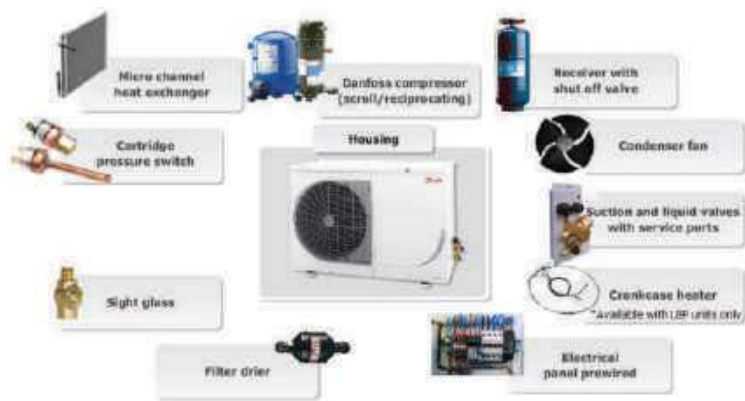 Micro channel
heat exchanger
Danfoss compressor
(scroll/reciprocating)
Receiver with
shut off valve
Cartridge
pressure switch
Housing
Condenser fan
Suction and liquid valves
with service ports
Sight glass
Crankcase heater
*Available with LBP units only
Filter drier
Electrical
panel prewired